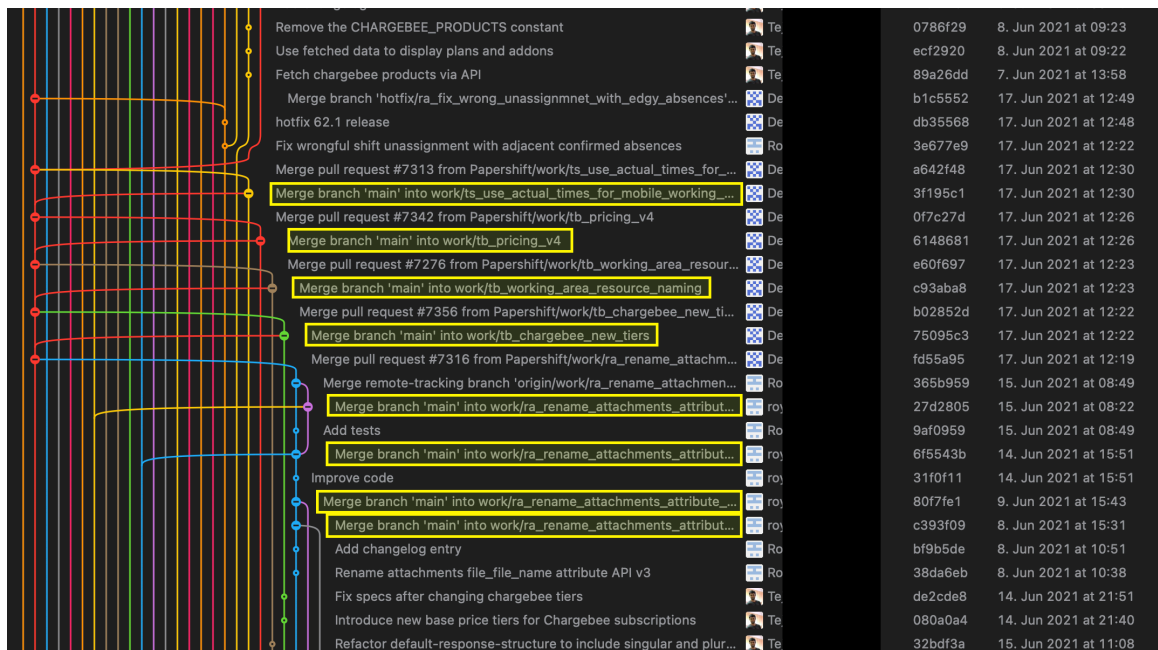 Remove the CHARGEBEE_PRODUCTS constant Te 0786f29 8. Jun 2021 at 09:23
Use fetched data to display plans and addons Te ecf2920 8. Jun 2021 at 09:22
Fetch chargebee products via API Te 89a26dd 7. Jun 2021 at 13:58
Merge branch 'hotfix/ra_fix_wrong_unassignmnet_with_edgy_absences'... De b1c5552 17. Jun 2021 at 12:49
hotfix 62.1 release De db35568 17. Jun 2021 at 12:48
Fix wrongful shift unassignment with adjacent confirmed absences Ro 3e677e9 17. Jun 2021 at 12:22
Merge pull request #7313 from Papershift/work/ts_use_actual_times_for_... De a642f48 17. Jun 2021 at 12:30
Merge branch 'main' into work/ts_use_actual_times_for_mobile_working_... De 3f195c1 17. Jun 2021 at 12:30
Merge pull request #7342 from Papershift/work/tb_pricing_v4 De 0f7c27d 17. Jun 2021 at 12:26
Merge branch 'main' into work/tb_pricing_v4 De 6148681 17. Jun 2021 at 12:26
Merge pull request #7276 from Papershift/work/tb_working_area_resour... De e60f697 17. Jun 2021 at 12:23
Merge branch 'main' into work/tb_working_area_resource_naming De c93aba8 17. Jun 2021 at 12:23
Merge pull request #7356 from Papershift/work/tb_chargebee_new_ti... De b02852d 17. Jun 2021 at 12:22
Merge branch 'main' into work/tb_chargebee_new_tiers De 75095c3 17. Jun 2021 at 12:22
Merge pull request #7316 from Papershift/work/ra_rename_attachm... De fd55a95 17. Jun 2021 at 12:19
Merge remote-tracking branch 'origin/work/ra_rename_attachmen... Ro 365b959 15. Jun 2021 at 08:49
Merge branch 'main' into work/ra_rename_attachments_attribut... roy 27d2805 15. Jun 2021 at 08:22
Add tests Ro 9af0959 15. Jun 2021 at 08:49
Merge branch 'main' into work/ra_rename_attachments_attribut... roy 6f5543b 14. Jun 2021 at 15:51
Improve code roy 31f0f11 14. Jun 2021 at 15:51
Merge branch 'main' into work/ra_rename_attachments_attribute_... roy 80f7fe1 9. Jun 2021 at 15:43
Merge branch 'main' into work/ra_rename_attachments_attribut... roy c393f09 8. Jun 2021 at 15:31
Add changelog entry Ro bf9b5de 8. Jun 2021 at 10:51
Rename attachments file_file_name attribute API v3 Ro 38da6eb 8. Jun 2021 at 10:38
Fix specs after changing chargebee tiers Te de2cde8 14. Jun 2021 at 21:51
Introduce new base price tiers for Chargebee subscriptions Te 080a0a4 14. Jun 2021 at 21:40
Refactor default-response-structure to include singular and plur... Te 32bdf3a 15. Jun 2021 at 11:08